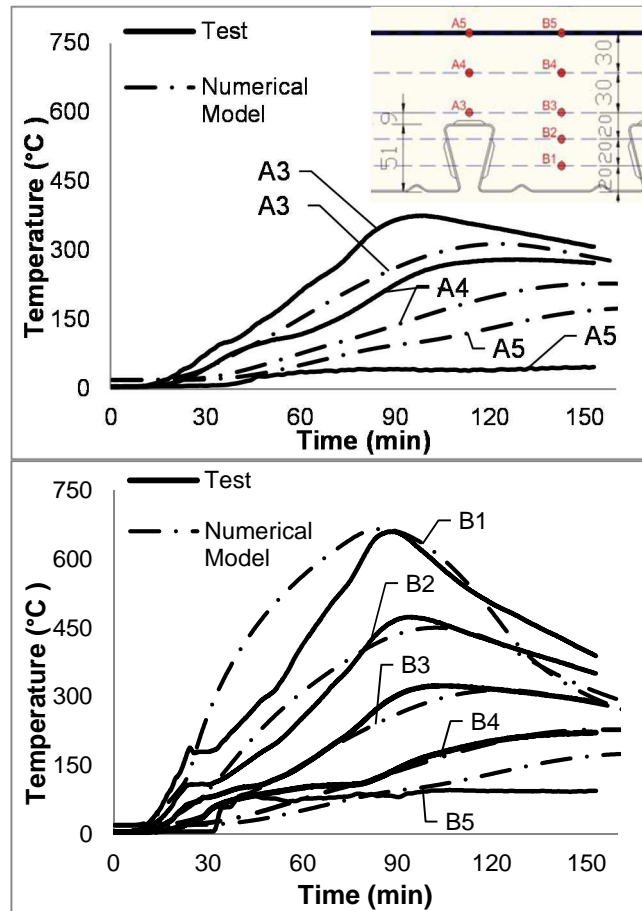 750
600
450
300
150
0
Temperature (°C)
Test
Numerical
Model
A3
A3
A4
A5
A5
0
30
60
90
120
150
Time (min)
A5
B5
A4
B4
A3
B3
B2
B1
9
51
30
30
20
20
20
750
600
450
300
150
0
Temperature (°C)
Test
Numerical
Model
B1
B2
B3
B4
B5
0
30
60
90
120
150
Time (min)